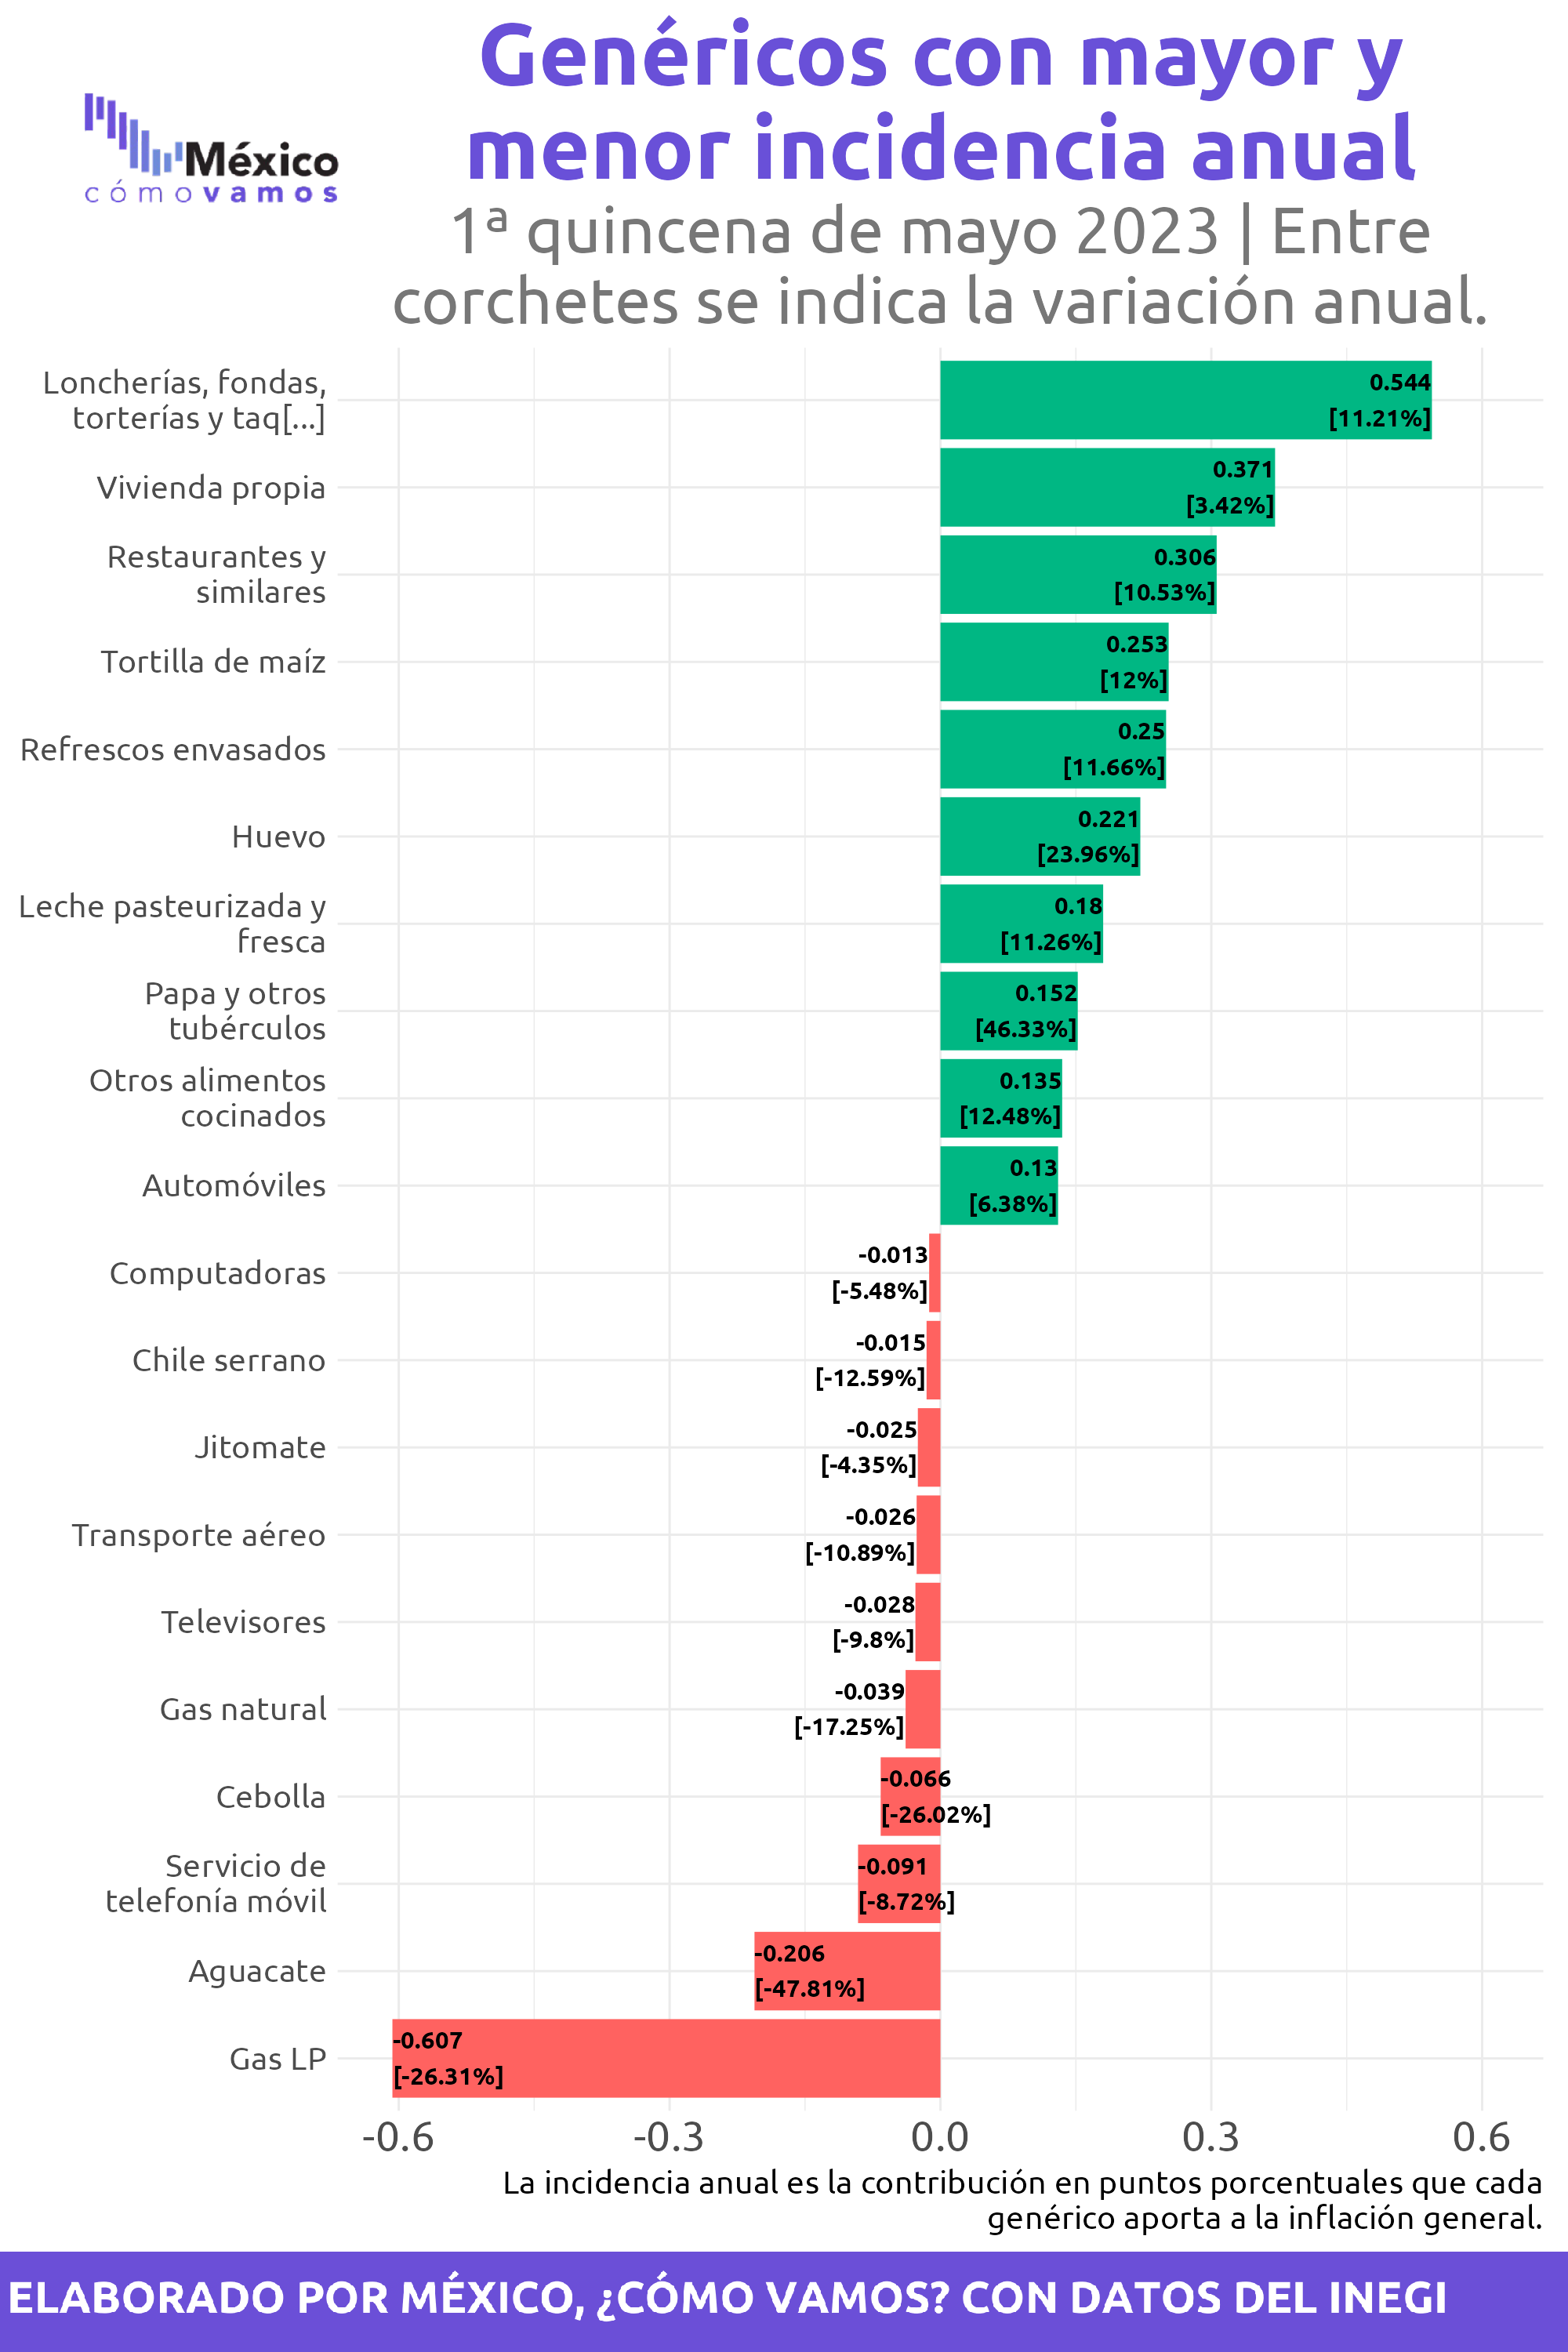 Genéricos con mayor y
menor incidencia anual
México
cómovamos
1ª quincena de mayo 2023 | Entre
corchetes se indica la variación anual.
Loncherías, fondas,
torterías y taq[...]
0.544
[11.21%]
Vivienda propia
0.371
[3.42%]
Restaurantes y
similares
0.306
[10.53%]
Tortilla de maíz
0.253
[12%]
Refrescos envasados
0.25
[11.66%]
Huevo
0.221
[23.96%]
Leche pasteurizada y
fresca
0.18
[11.26%]
Papa y otros
tubérculos
0.152
[46.33%]
Otros alimentos
cocinados
0.135
[12.48%]
Automóviles
0.13
[6.38%]
Computadoras
-0.013
[-5.48%]
Chile serrano
-0.015
[-12.59%]
Jitomate
-0.025
[-4.35%]
Transporte aéreo
-0.026
[-10.89%]
Televisores
-0.028
[-9.8%]
Gas natural
-0.039
[-17.25%]
Cebolla
-0.066
[-26.02%]
Servicio de
telefonía móvil
-0.091
[-8.72%]
Aguacate
-0.206
[-47.81%]
Gas LP
-0.607
[-26.31%]
-0.6 -0.3 0.0 0.3 0.6
La incidencia anual es la contribución en puntos porcentuales que cada
genérico aporta a la inflación general.
ELABORADO POR MÉXICO, ¿CÓMO VAMOS? CON DATOS DEL INEGI